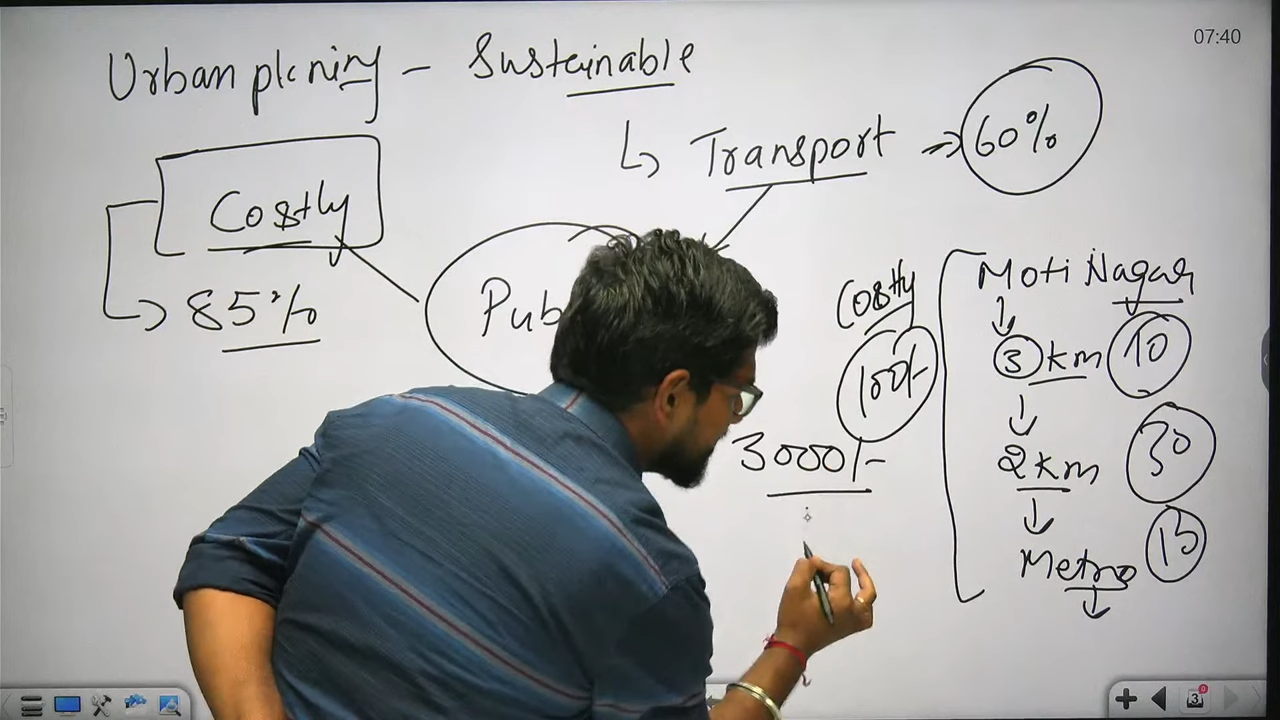 07:40
Urban planing - Sustainable
↳ Transport ⇒ 60%
Costly
85%
Pub
Costly
100/-
3000/-
Moti Nagar
3 km 10
2 km 30
Metro
3